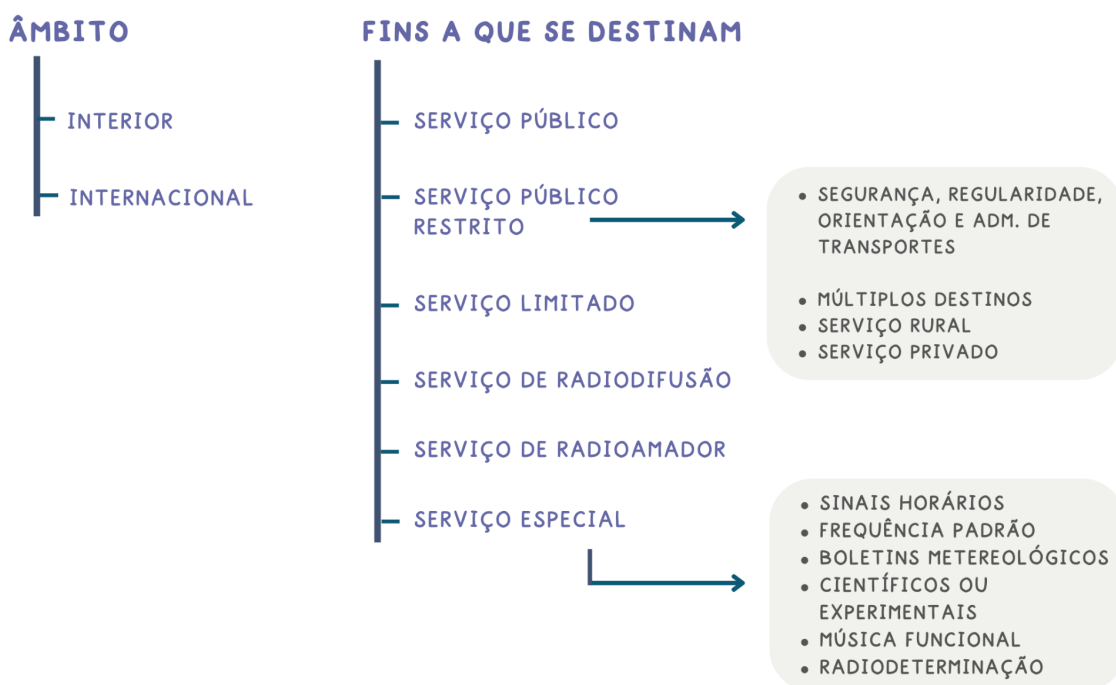 ÂMBITO
INTERIOR
INTERNACIONAL
FINS A QUE SE DESTINAM
SERVIÇO PÚBLICO
SERVIÇO PÚBLICO
RESTRITO
SERVIÇO LIMITADO
SERVIÇO DE RADIODIFUSÃO
SERVIÇO DE RADIOAMADOR
SERVIÇO ESPECIAL
• SEGURANÇA, REGULARIDADE,
ORIENTAÇÃO E ADM. DE
TRANSPORTES
• MÚLTIPLOS DESTINOS
• SERVIÇO RURAL
• SERVIÇO PRIVADO
• SINAIS HORÁRIOS
• FREQUÊNCIA PADRÃO
• BOLETINS METEREOLÓGICOS
• CIENTÍFICOS OU
EXPERIMENTAIS
• MÚSICA FUNCIONAL
• RADIODETERMINAÇÃO